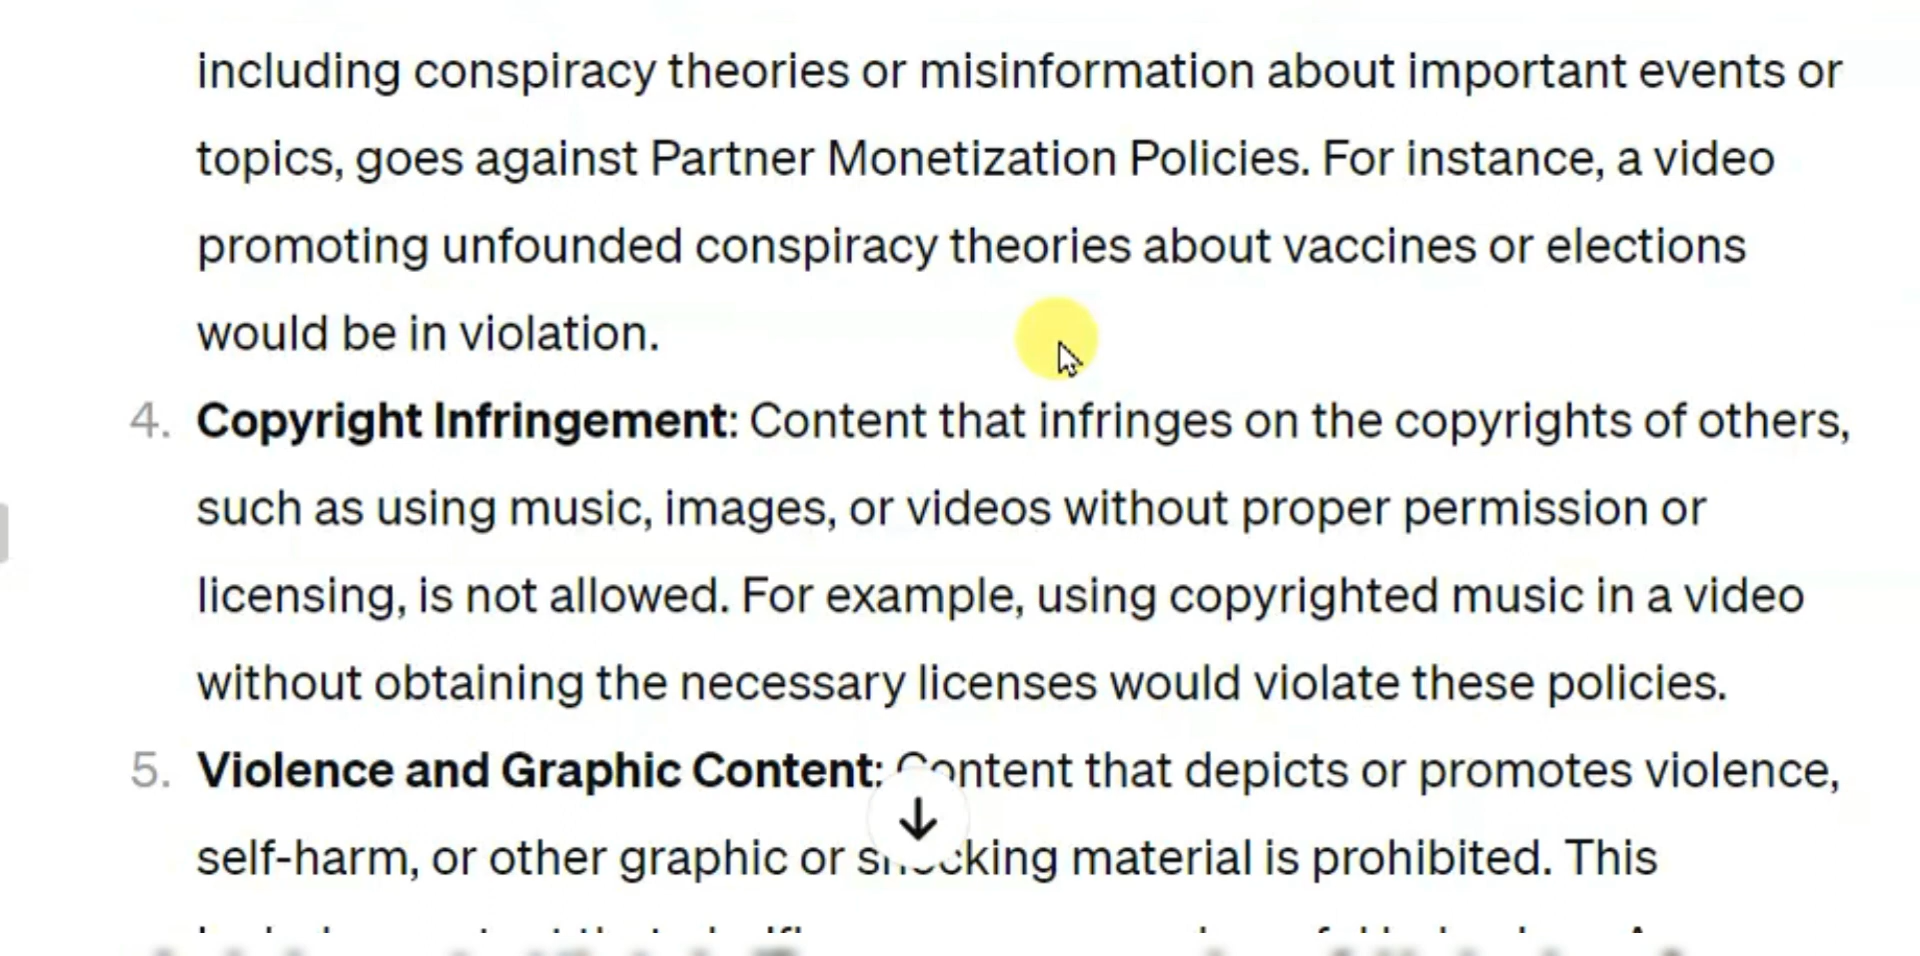 including conspiracy theories or misinformation about important events or
topics, goes against Partner Monetization Policies. For instance, a video
promoting unfounded conspiracy theories about vaccines or elections
would be in violation.
4. Copyright Infringement: Content that infringes on the copyrights of others,
such as using music, images, or videos without proper permission or
licensing, is not allowed. For example, using copyrighted music in a video
without obtaining the necessary licenses would violate these policies.
5. Violence and Graphic Content: Content that depicts or promotes violence,
self-harm, or other graphic or shocking material is prohibited. This